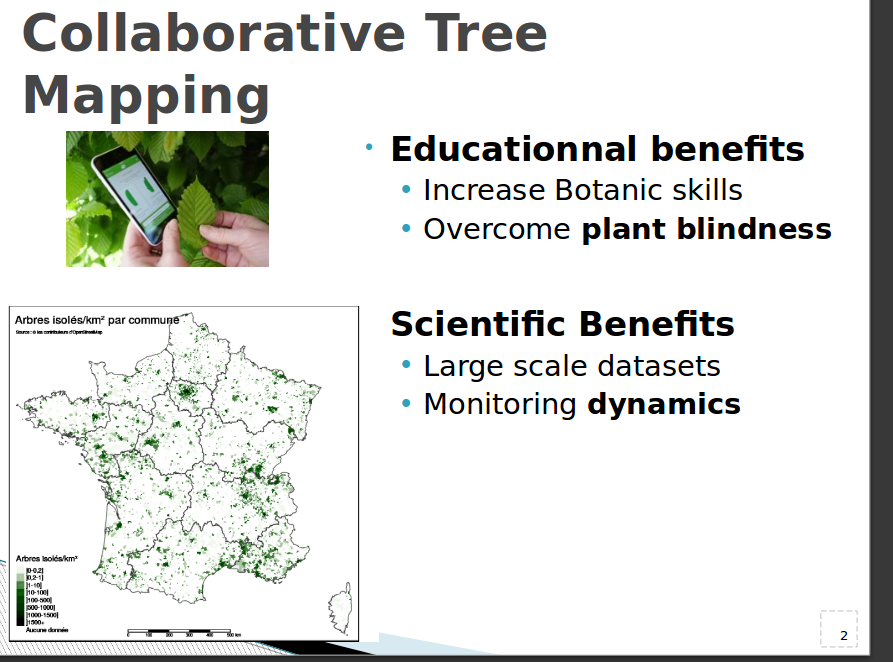 Collaborative Tree
Mapping
• Educationnal benefits
• Increase Botanic skills
• Overcome plant blindness
Scientific Benefits
• Large scale datasets
• Monitoring dynamics
Arbres isolés/km² par commune
Source : © les contributeurs d'OpenStreetMap
Arbres isolés/km²
[0-0,2]
[0,2-1]
[1-10]
[10-100]
[100-500]
[500-1000]
[1000-1500]
1500+
Aucune donnée
0 100 200 300 400 500 km
2